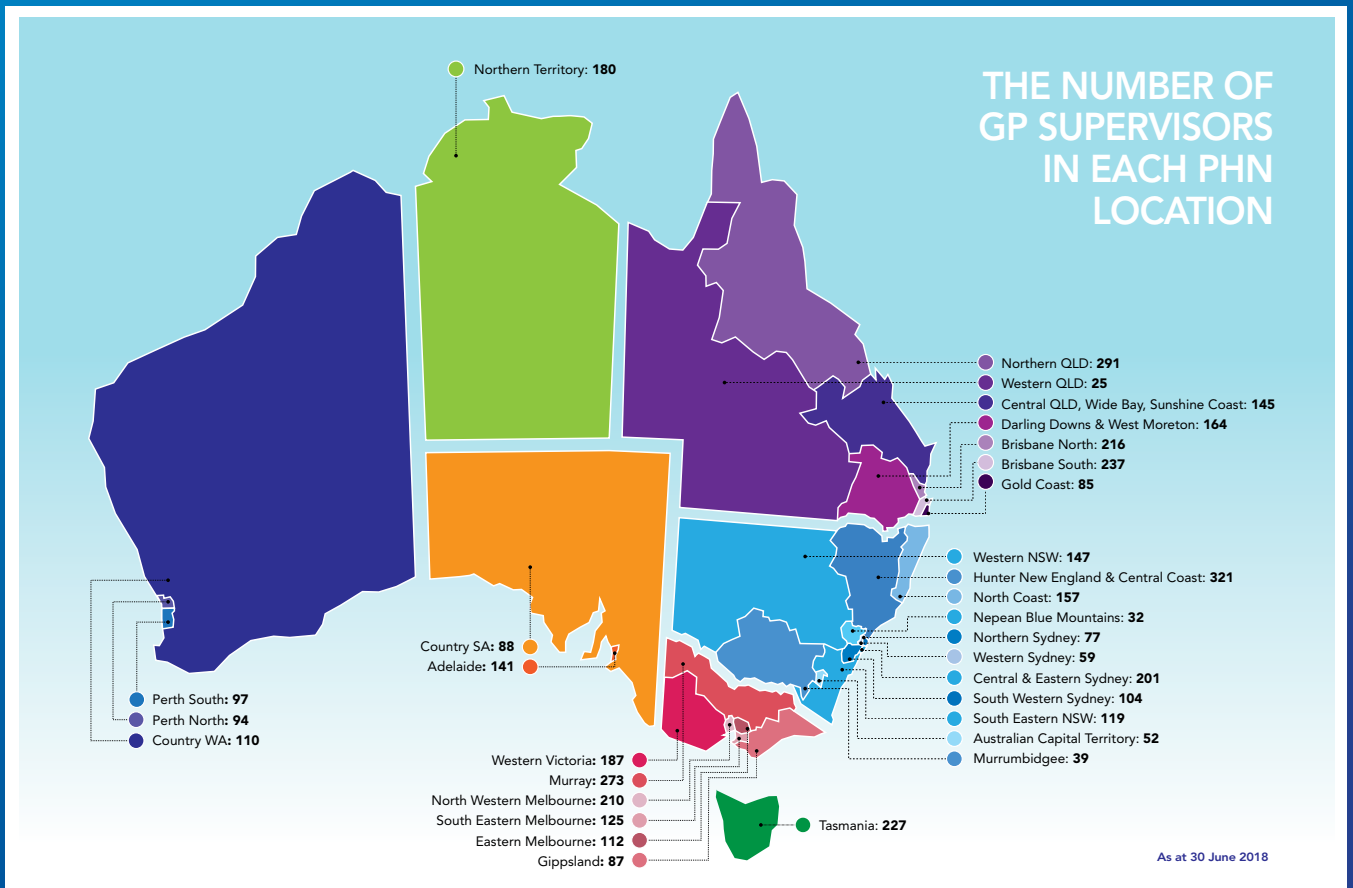 Northern Territory: 180
THE NUMBER OF
GP SUPERVISORS
IN EACH PHN
LOCATION
Northern QLD: 291
Western QLD: 25
Central QLD, Wide Bay, Sunshine Coast: 145
Darling Downs & West Moreton: 164
Brisbane North: 216
Brisbane South: 237
Gold Coast: 85
Western NSW: 147
Hunter New England & Central Coast: 321
North Coast: 157
Nepean Blue Mountains: 32
Northern Sydney: 77
Western Sydney: 59
Central & Eastern Sydney: 201
South Western Sydney: 104
South Eastern NSW: 119
Australian Capital Territory: 52
Murrumbidgee: 39
Country SA: 88
Adelaide: 141
Perth South: 97
Perth North: 94
Country WA: 110
Western Victoria: 187
Murray: 273
North Western Melbourne: 210
South Eastern Melbourne: 125
Eastern Melbourne: 112
Gippsland: 87
Tasmania: 227
As at 30 June 2018